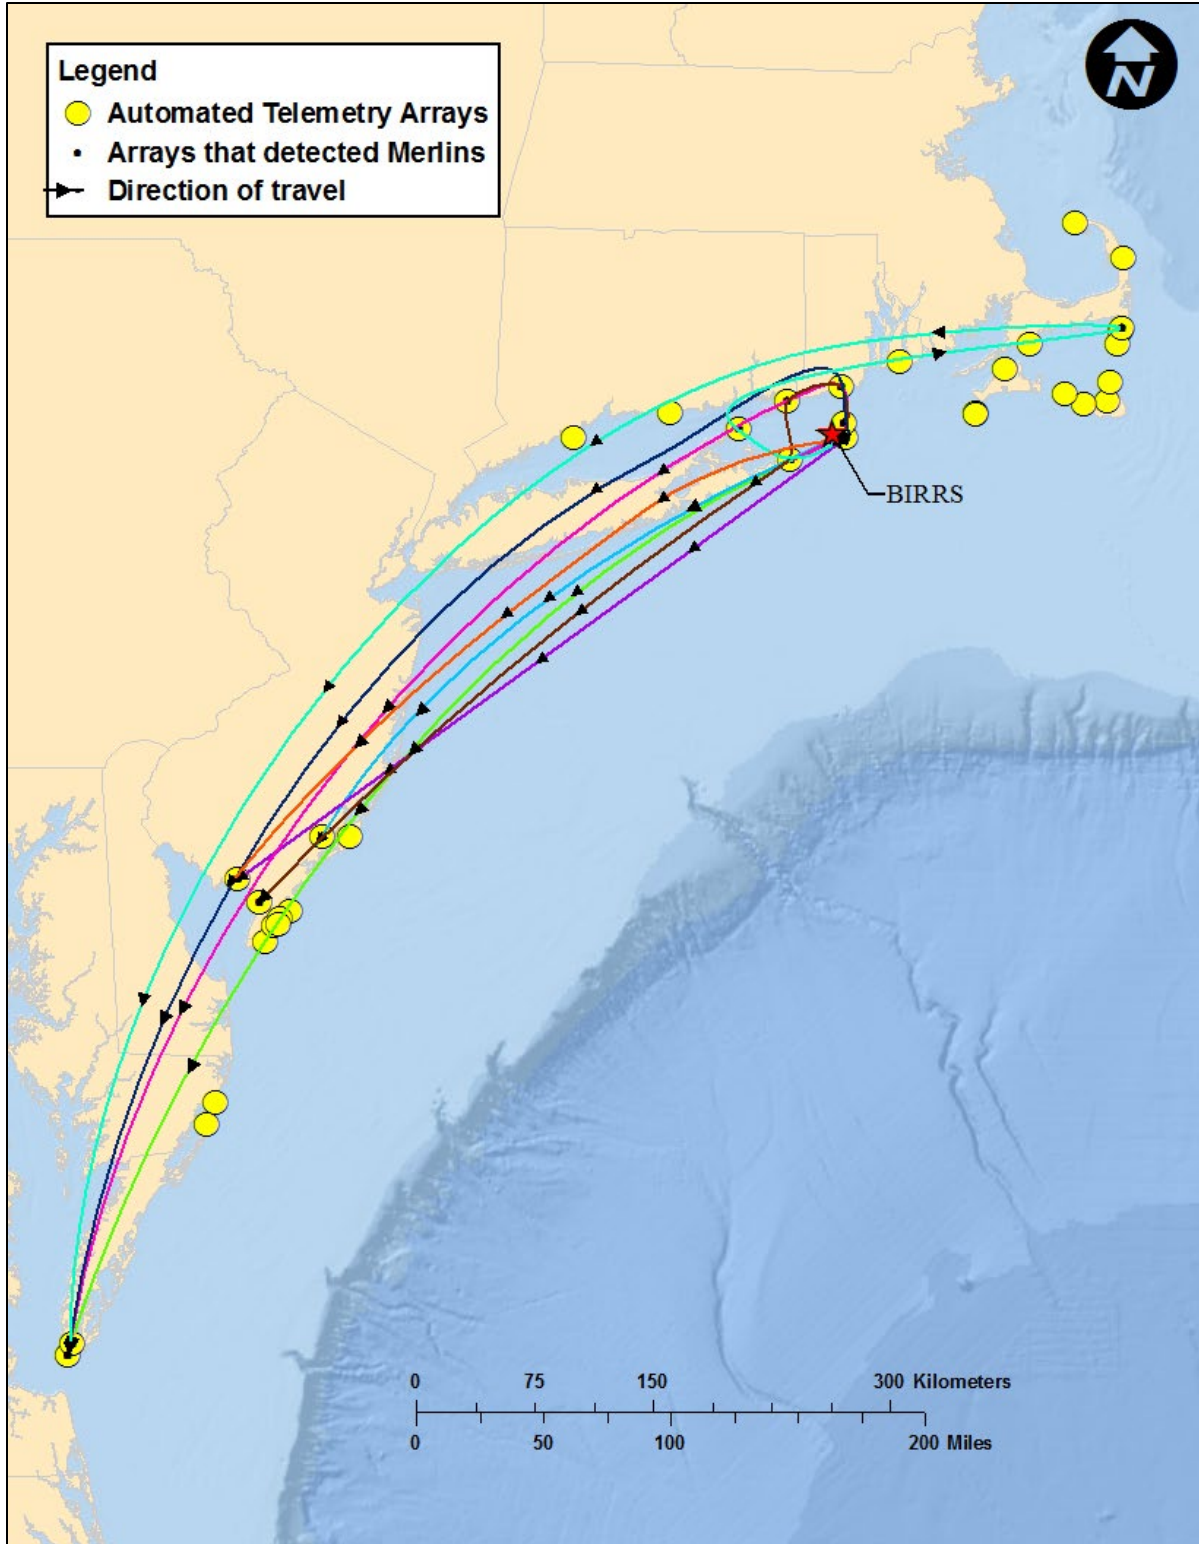 Legend
Automated Telemetry Arrays
Arrays that detected Merlins
Direction of travel
N
BIRRS
0 75 150 300 Kilometers
0 50 100 200 Miles